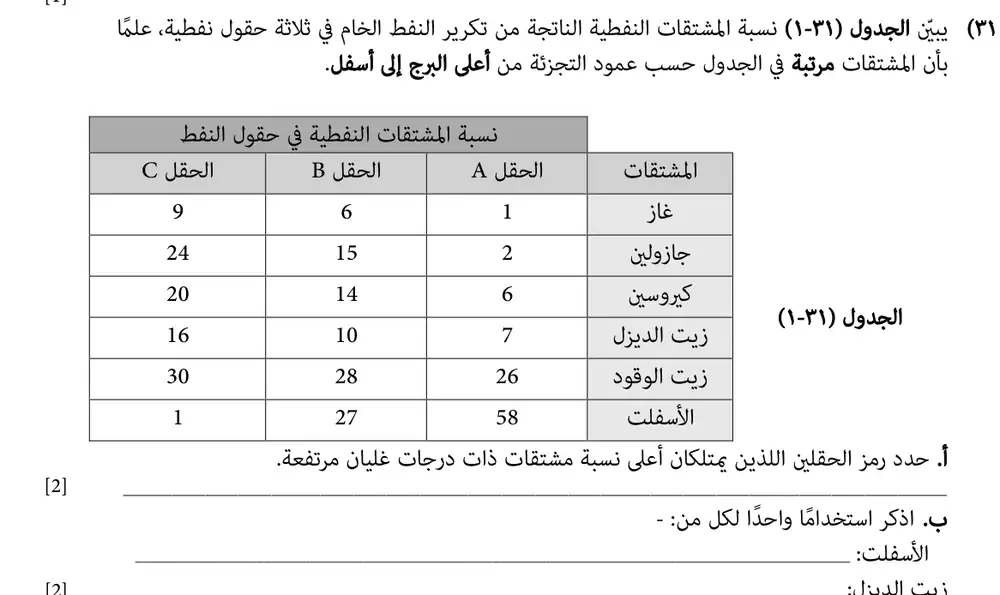 [1]
(٣١) يبيّن الجدول (٣١-١) نسبة المشتقات النفطية الناتجة من تكرير النفط الخام في ثلاثة حقول نفطية، علمًا
بأن المشتقات مرتبة في الجدول حسب عمود التجزئة من أعلى البرج إلى أسفل.
نسبة المشتقات النفطية في حقول النفط
المشتقات الحقل A الحقل B الحقل C
غاز 1 6 9
جازولين 2 15 24
كيروسين 6 14 20
زيت الديزل 7 10 16
زيت الوقود 26 28 30
الأسفلت 58 27 1
الجدول (٣١-١)
أ. حدد رمز الحقلين اللذين يمتلكان أعلى نسبة مشتقات ذات درجات غليان مرتفعة.
[2]
ب. اذكر استخدامًا واحدًا لكل من: -
الأسفلت:
زيت الديزل:
[2]